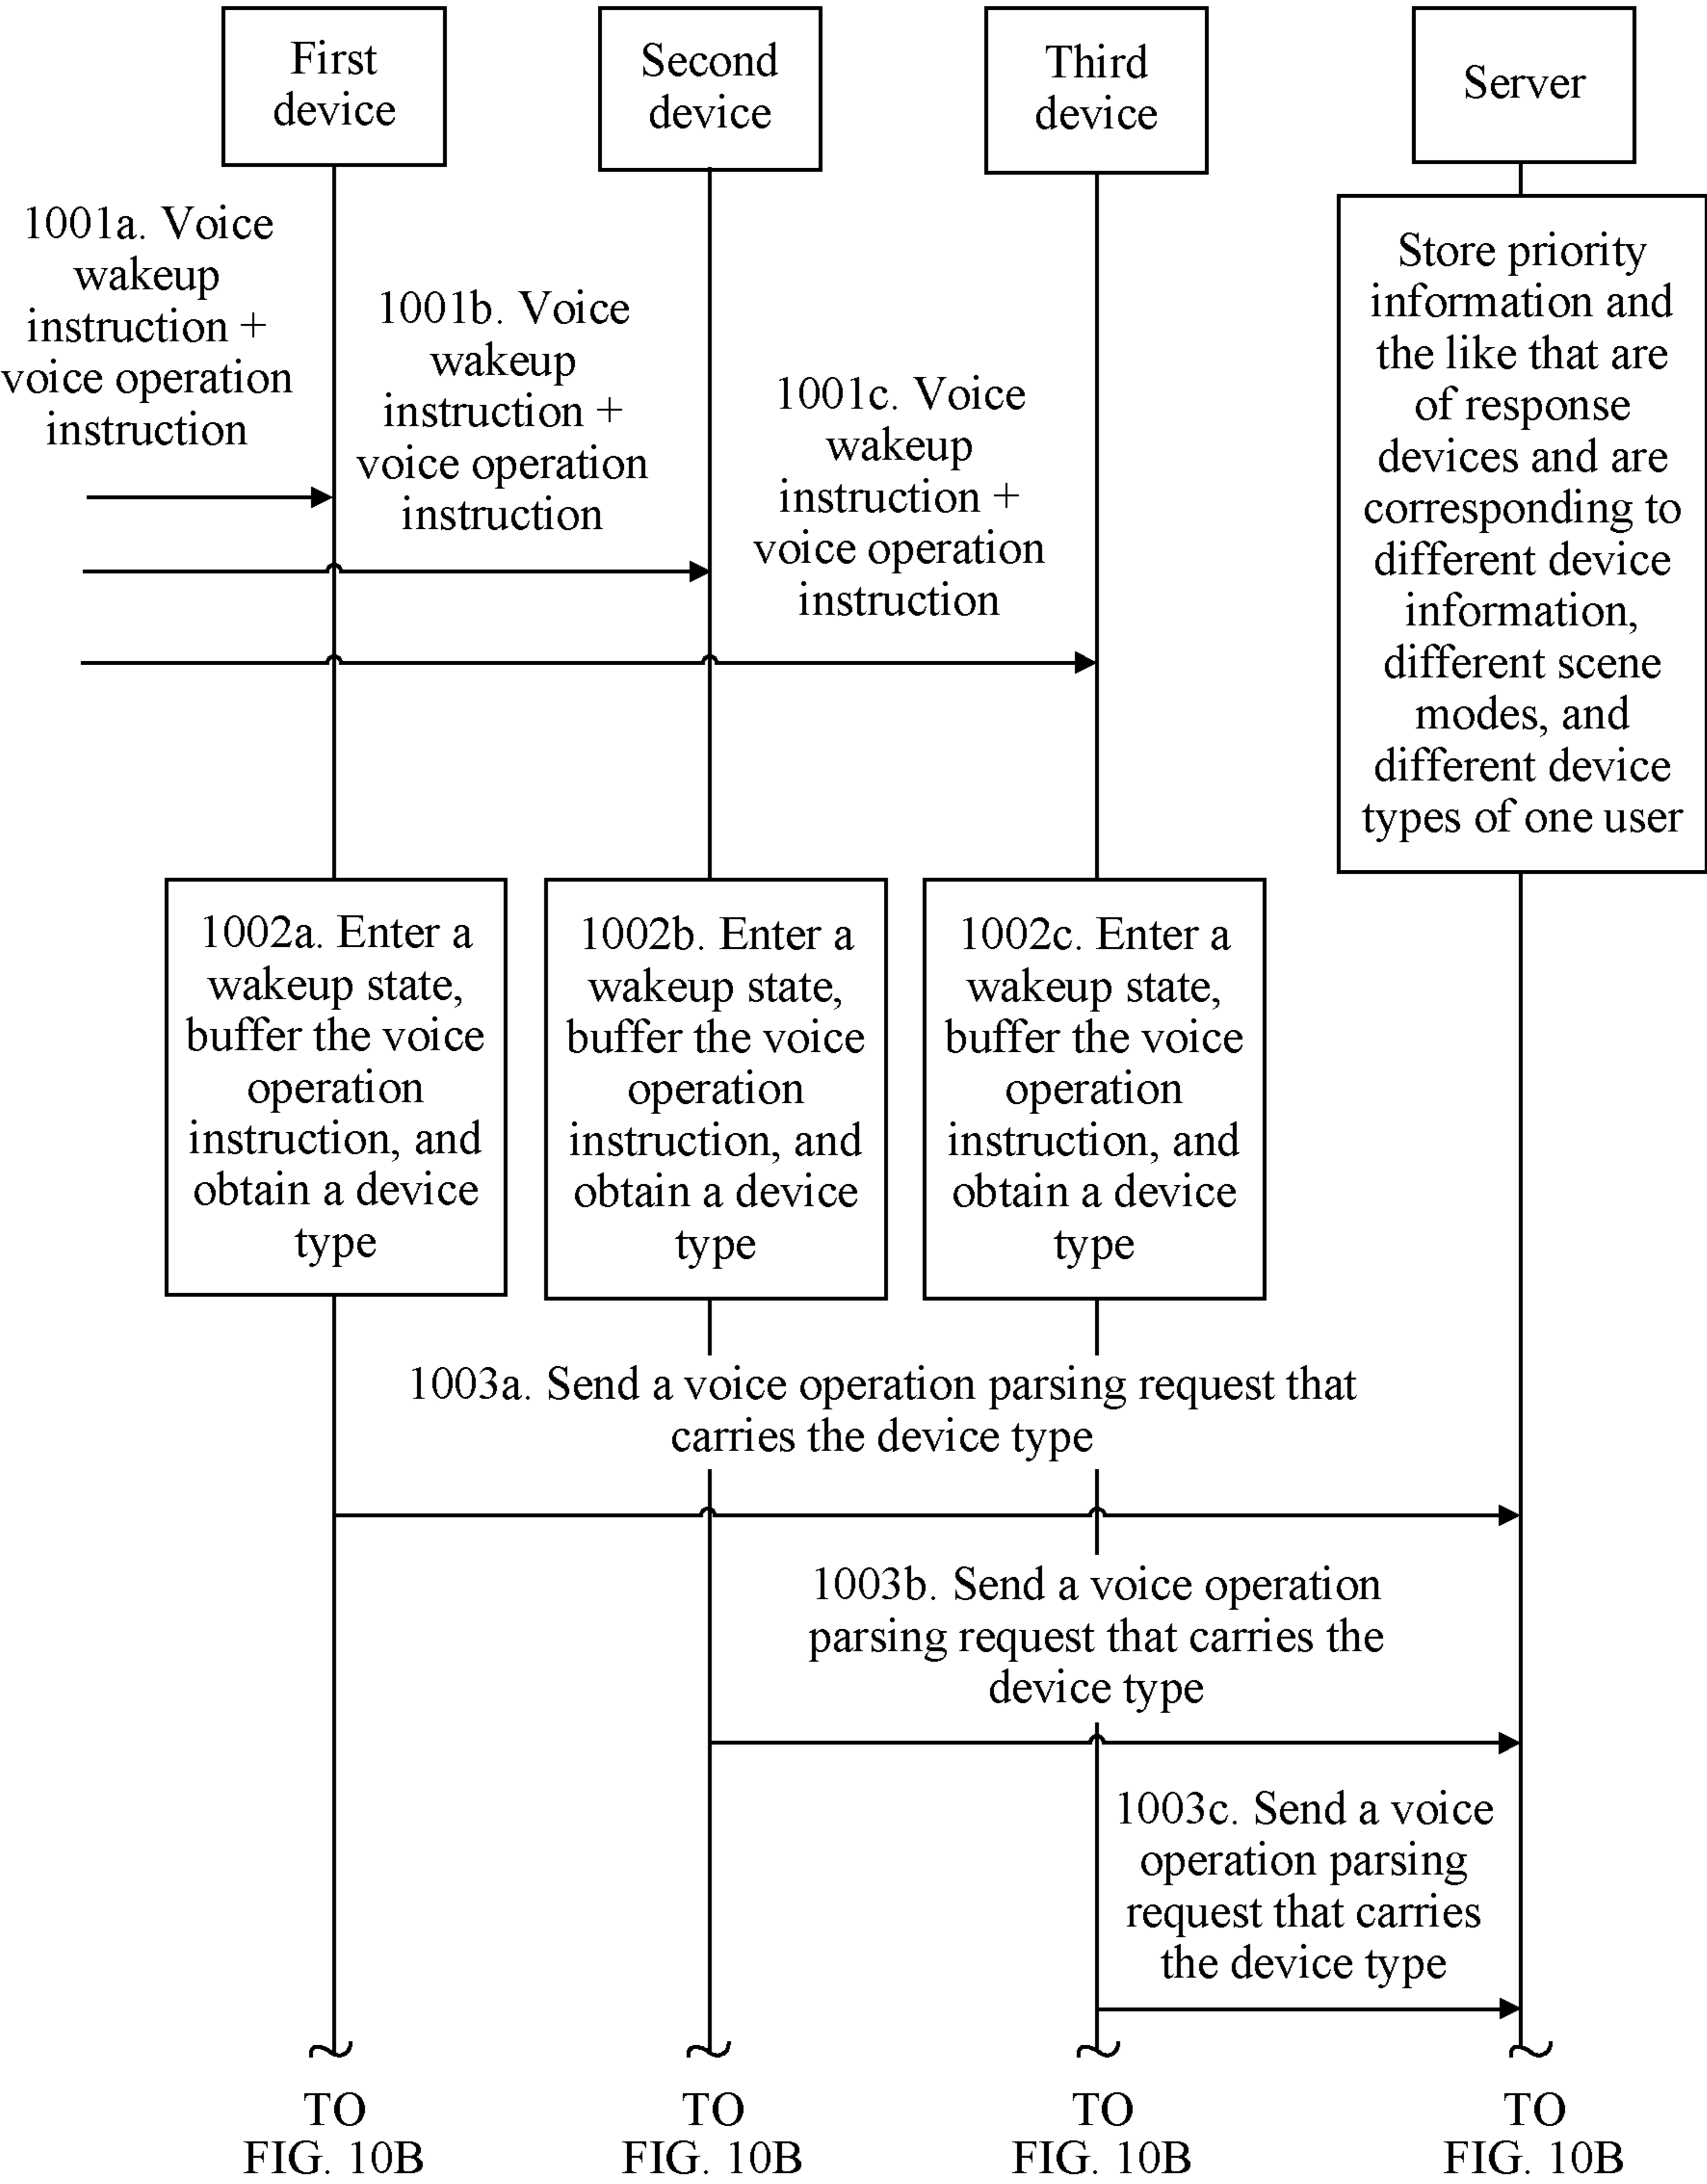 First
device
Second
device
Third
device
Server
1001a. Voice
wakeup
instruction +
voice operation
instruction
1001b. Voice
wakeup
instruction +
voice operation
instruction
1001c. Voice
wakeup
instruction +
voice operation
instruction
Store priority
information and
the like that are
of response
devices and are
corresponding to
different device
information,
different scene
modes, and
different device
types of one user
1002a. Enter a
wakeup state,
buffer the voice
operation
instruction, and
obtain a device
type
1002b. Enter a
wakeup state,
buffer the voice
operation
instruction, and
obtain a device
type
1002c. Enter a
wakeup state,
buffer the voice
operation
instruction, and
obtain a device
type
1003a. Send a voice operation parsing request that
carries the device type
1003b. Send a voice operation
parsing request that carries the
device type
1003c. Send a voice
operation parsing
request that carries
the device type
TO
FIG. 10B
TO
FIG. 10B
TO
FIG. 10B
TO
FIG. 10B